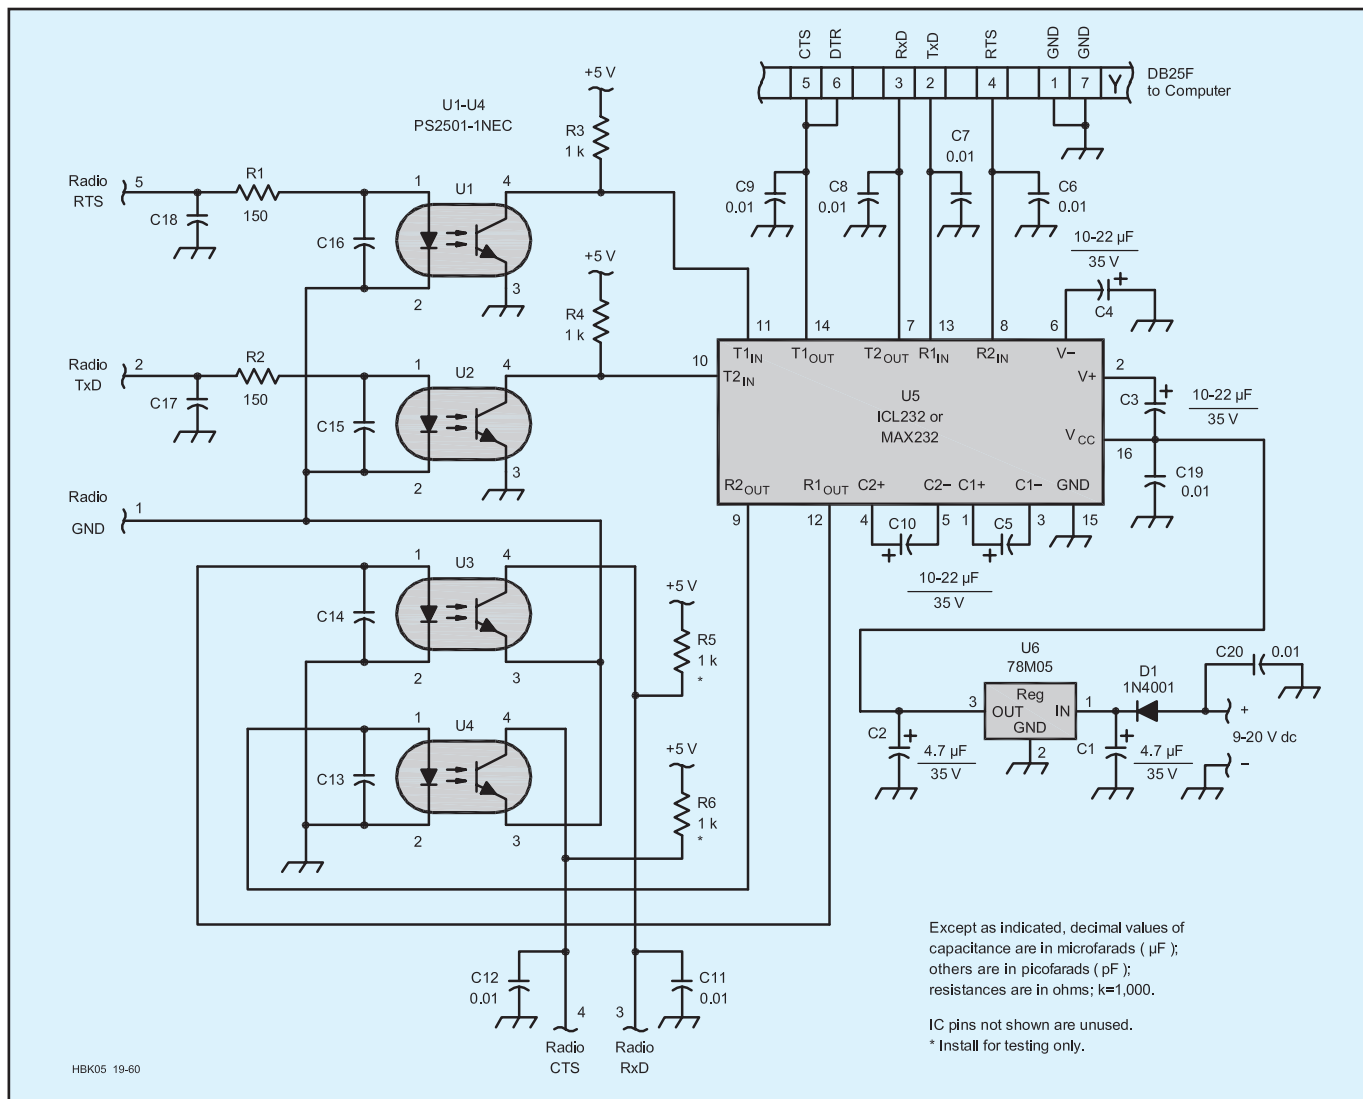 CTS
DTR
RxD
TxD
RTS
GND
GND
5
6
3
2
4
1
7
Y
DB25F
to Computer
+5 V
U1-U4
PS2501-1NEC
R3
1 k
C7
0.01
Radio
RTS
5
R1
150
C18
C16
1
U1
4
2
3
C9
0.01
C8
0.01
C6
0.01
10-22 µF
35 V
+
C4
+5 V
R4
1 k
11
14
7
13
8
6
T1IN
T1OUT
T2OUT
R1IN
R2IN
V–
10
T2IN
V+
2
U5
ICL232 or
MAX232
C3
+
10-22 µF
35 V
VCC
16
C19
0.01
R2OUT
R1OUT
C2+
C2–
C1+
C1–
GND
9
12
4
C10
5
1
C5
3
15
+
+
10-22 µF
35 V
Radio
TxD
2
R2
150
C17
C15
1
U2
4
2
3
Radio
GND
1
1
U3
4
C14
2
3
+5 V
R5
1 k
*
1
U4
4
C13
2
3
+5 V
R6
1 k
*
U6
78M05
Reg
OUT
IN
GND
3
1
2
D1
1N4001
C20
0.01
C2
+
4.7 µF
35 V
C1
+
4.7 µF
35 V
+
9-20 V dc
–
C12
0.01
4
3
C11
0.01
Radio
CTS
Radio
RxD
Except as indicated, decimal values of
capacitance are in microfarads ( µF );
others are in picofarads ( pF );
resistances are in ohms; k=1,000.
IC pins not shown are unused.
* Install for testing only.
HBK05 19-60